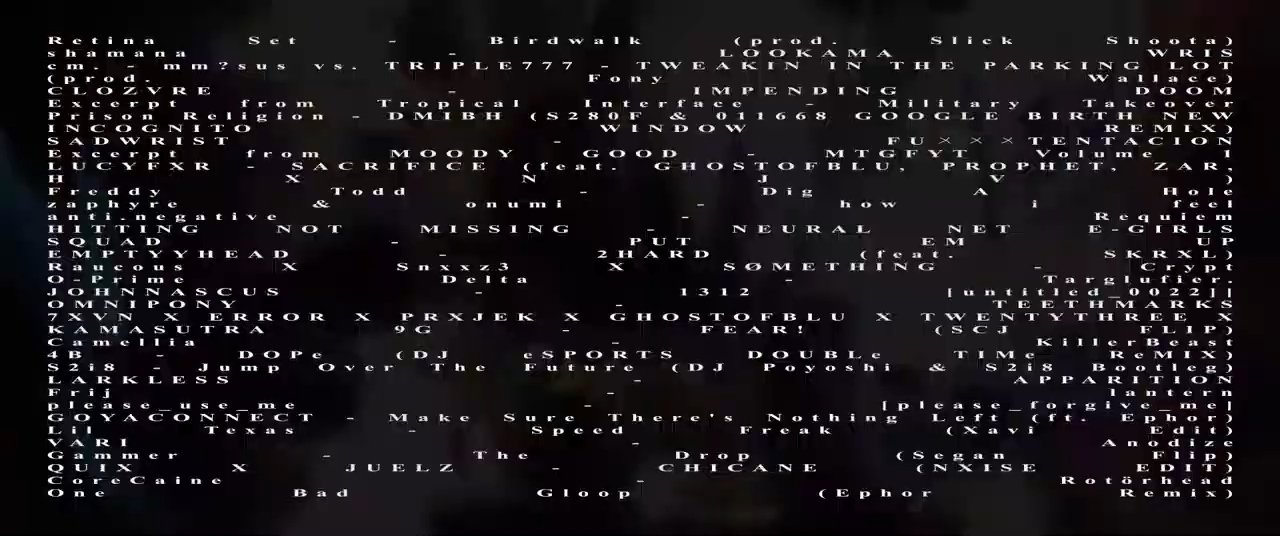 Retina Set - Birdwalk (prod. Slick Shoota)
shamana - LOOKAMA WRIS
cm. - mm?sus vs. TRIPLE777 - TWEAKIN IN THE PARKING LOT
(prod. Fony Wallace)
CLOZVRE - IMPENDING DOOM
Excerpt from Tropical Interface - Military Takeover
Prison Religion - DMIBH (S280F & 011668 GOOGLE BIRTH NEW
INCOGNITO WINDOW REMIX)
SADWRIST - FU×××TENTACION
Excerpt from MOODY GOOD - MTGFYT Volume 1
LUCYFXR - SACRIFICE (feat. GHOSTOFBLU, PROPHET, ZAR,
H X N J V )
Freddy Todd - Dig A Hole
zaphyre & onumi - how i feel
anti.negative - Requiem
HITTING NOT MISS1NG - NEURAL NET E-GIRLS
SQUAD - PUT EM UP
EMPTYYHEAD - 2HARD (feat. SKRXL)
Raucous X Snxxz3 X SØMETHING - Crypt
O-Prime Delta - Targlufier.
JOHNNASCUS - 1312 [untitled_0022]]
OMNIPONY - TEETHMARKS
7XVN X ERROR X PRXJEK X GHOSTOFBLU X TWENTYTHREE X
KAMASUTRA 9G - FEAR! (SCJ FLIP)
Camellia - KillerBeast
4B - DOPe (DJ eSPORTS DOUBLe TIMe ReMIX)
S2i8 - Jump Over The Future (DJ Poyoshi & S2i8 Bootleg)
LARKLESS - APPARITION
Frij - lantern
please_use_me - [please_forgive_me]
GOYACONNECT - Make Sure There's Nothing Left (ft. Ephor)
Lil Texas - Speed Freak (Xavi Edit)
VARI - Anodize
Gammer - The Drop (Segan Flip)
QUIX X JUELZ - CHICANE (NXISE EDIT)
CoreCaine - Rotörhead
One Bad Gloop (Ephor Remix)